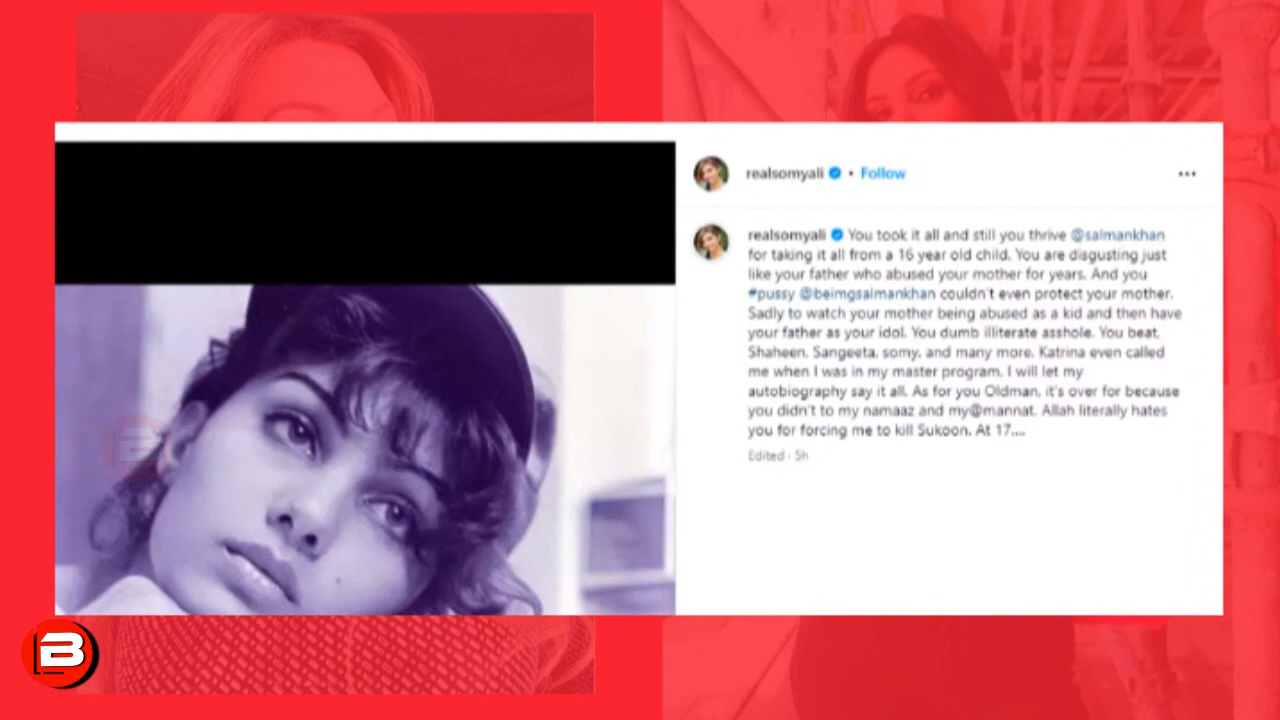 realsomyali • Follow
realsomyali You took it all and still you thrive @salmankhan
for taking it all from a 16 year old child. You are disgusting just
like your father who abused your mother for years. And you
#pussy @beimgsalmankhan couldn't even protect your mother.
Sadly to watch your mother being abused as a kid and then have
your father as your idol. You dumb illiterate asshole. You beat,
Shaheen, Sangeeta, somy, and many more. Katrina even called
me when I was in my master program. I will let my
autobiography say it all. As for you Oldman, it's over for because
you didn't to my namaaz and my@mannat. Allah literally hates
you for forcing me to kill Sukoon. At 17....
Edited · 5h
B